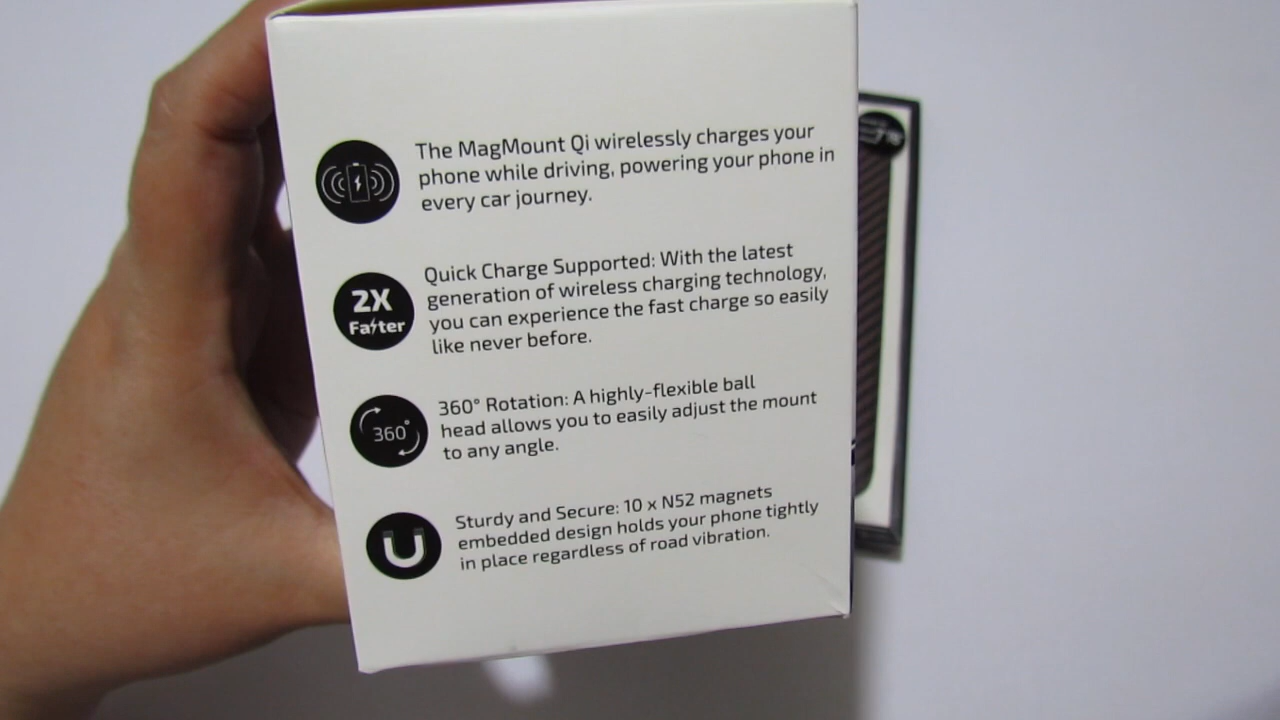 The MagMount Qi wirelessly charges your
phone while driving, powering your phone in
every car journey.
2X
Faster
Quick Charge Supported: With the latest
generation of wireless charging technology,
you can experience the fast charge so easily
like never before.
360°
360° Rotation: A highly-flexible ball
head allows you to easily adjust the mount
to any angle.
Sturdy and Secure: 10 x N52 magnets
embedded design holds your phone tightly
in place regardless of road vibration.